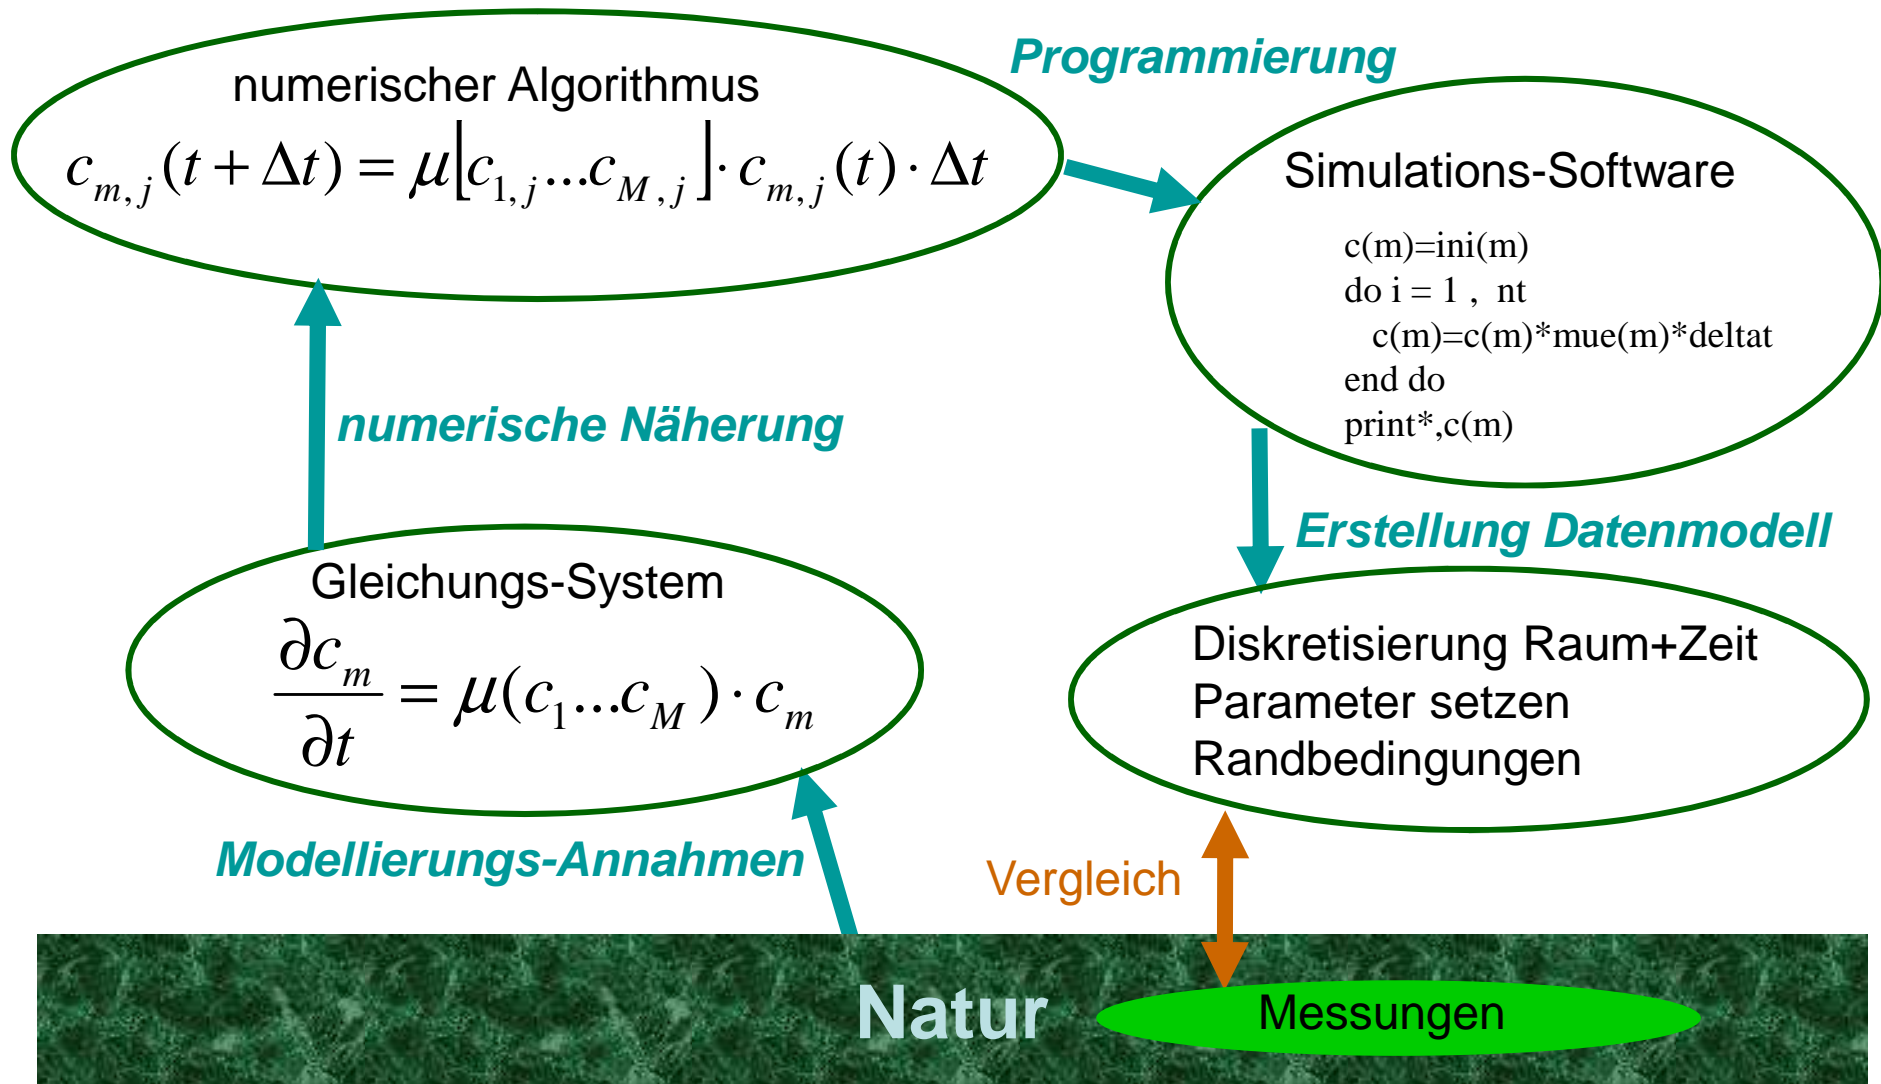 numerischer Algorithmus
c_{m,j}(t + Δt) = μ⌊c_{1,j}...c_{M,j}⌋·c_{m,j}(t)·Δt
Programmierung
Simulations-Software
c(m)=ini(m)
do i = 1 , nt
c(m)=c(m)*mue(m)*deltat
end do
print*,c(m)
numerische Näherung
Erstellung Datenmodell
Gleichungs-System
∂c_m/∂t = μ(c_1...c_M)·c_m
Diskretisierung Raum+Zeit
Parameter setzen
Randbedingungen
Modellierungs-Annahmen
Vergleich
Natur
Messungen